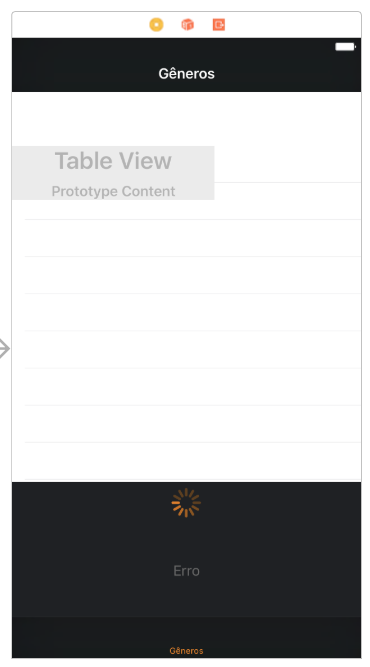 Gêneros
Table View
Prototype Content
Erro
Gêneros